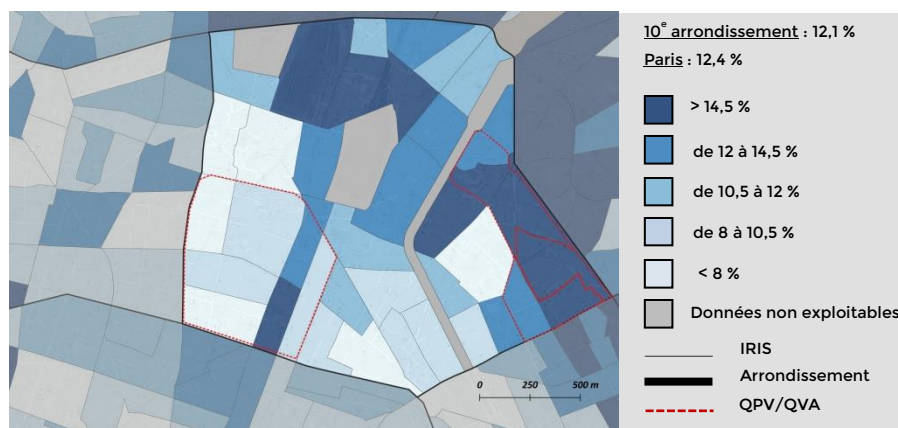 10e arrondissement : 12,1 %
Paris : 12,4 %
> 14,5 %
de 12 à 14,5 %
de 10,5 à 12 %
de 8 à 10,5 %
< 8 %
Données non exploitables
IRIS
Arrondissement
QPV/QVA
0 250 500 m